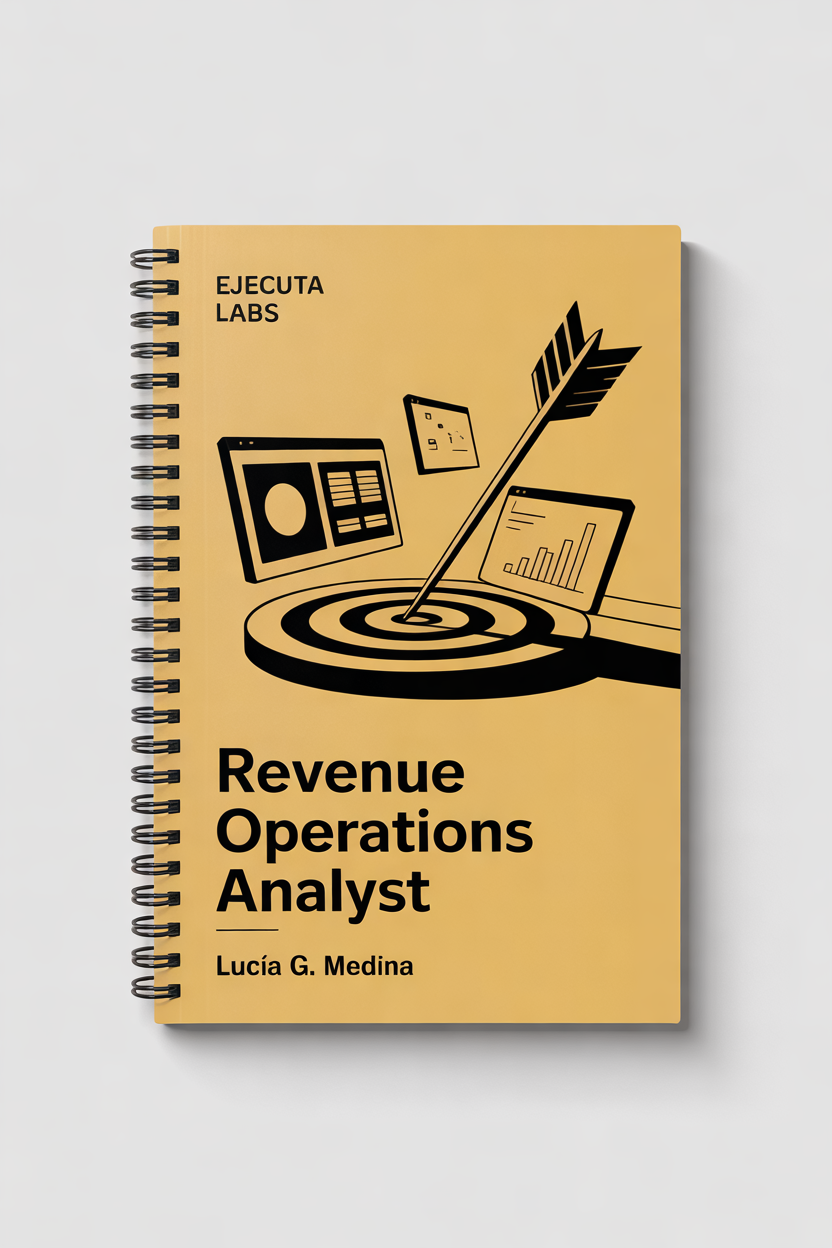 EJECUTA
LABS
Revenue
Operations
Analyst
Lucía G. Medina